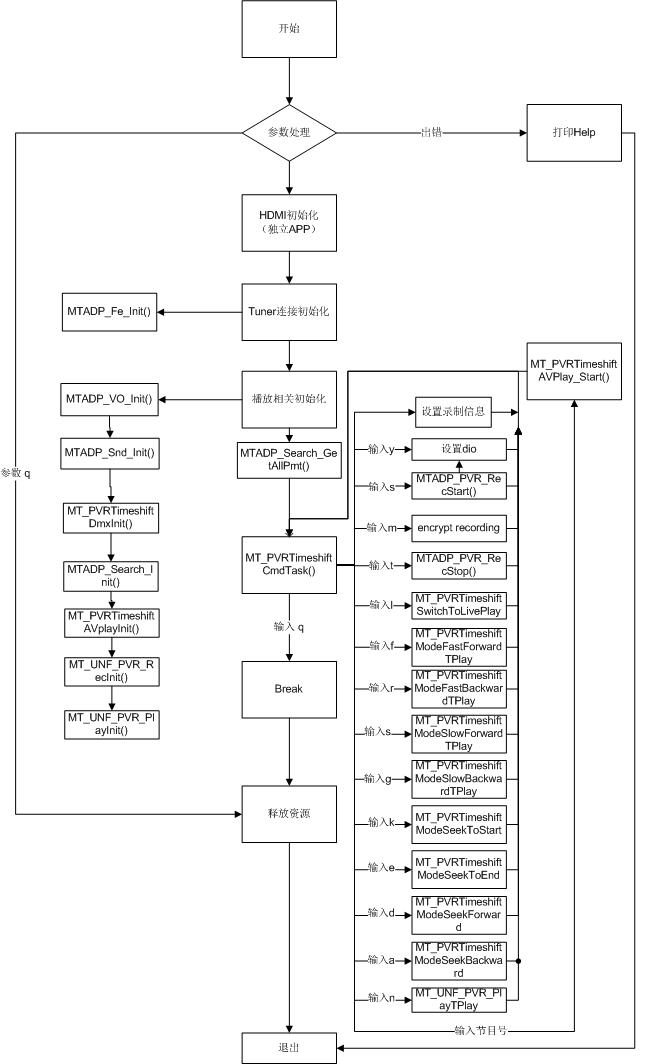 开始
参数处理
出错
打印Help
HDMI初始化
（独立APP）
Tuner连接初始化
MTADP_Fe_Init()
播放相关初始化
MTADP_VO_Init()
MTADP_Snd_Init()
MT_PVRTimeshift
DmxInit()
MTADP_Search_I
nit()
MT_PVRTimeshift
AVplayInit()
MT_UNF_PVR_R
ecInit()
MT_UNF_PVR_Pl
ayInit()
参数 q
MTADP_Search_Ge
tAllPmt()
MT_PVRTimeshift
CmdTask()
输入 q
Break
释放资源
退出
MT_PVRTimeshift
AVPlay_Start()
设置录制信息
输入y
设置dio
输入s
MTADP_PVR_Re
cStart()
输入m
encrypt recording
输入t
MTADP_PVR_Re
cStop()
输入l
MT_PVRTimeshift
SwitchToLivePlay
输入f
MT_PVRTimeshift
ModeFastForward
TPlay
输入r
MT_PVRTimeshift
ModeFastBackwar
dTPlay
输入s
MT_PVRTimeshift
ModeSlowForward
TPlay
输入g
MT_PVRTimeshift
ModeSlowBackwa
rdTPlay
输入k
MT_PVRTimeshift
ModeSeekToStart
输入e
MT_PVRTimeshift
ModeSeekToEnd
输入d
MT_PVRTimeshift
ModeSeekForwar
d
输入a
MT_PVRTimeshift
ModeSeekBackwa
rd
输入n
MT_UNF_PVR_Pl
ayTPlay
输入节目号